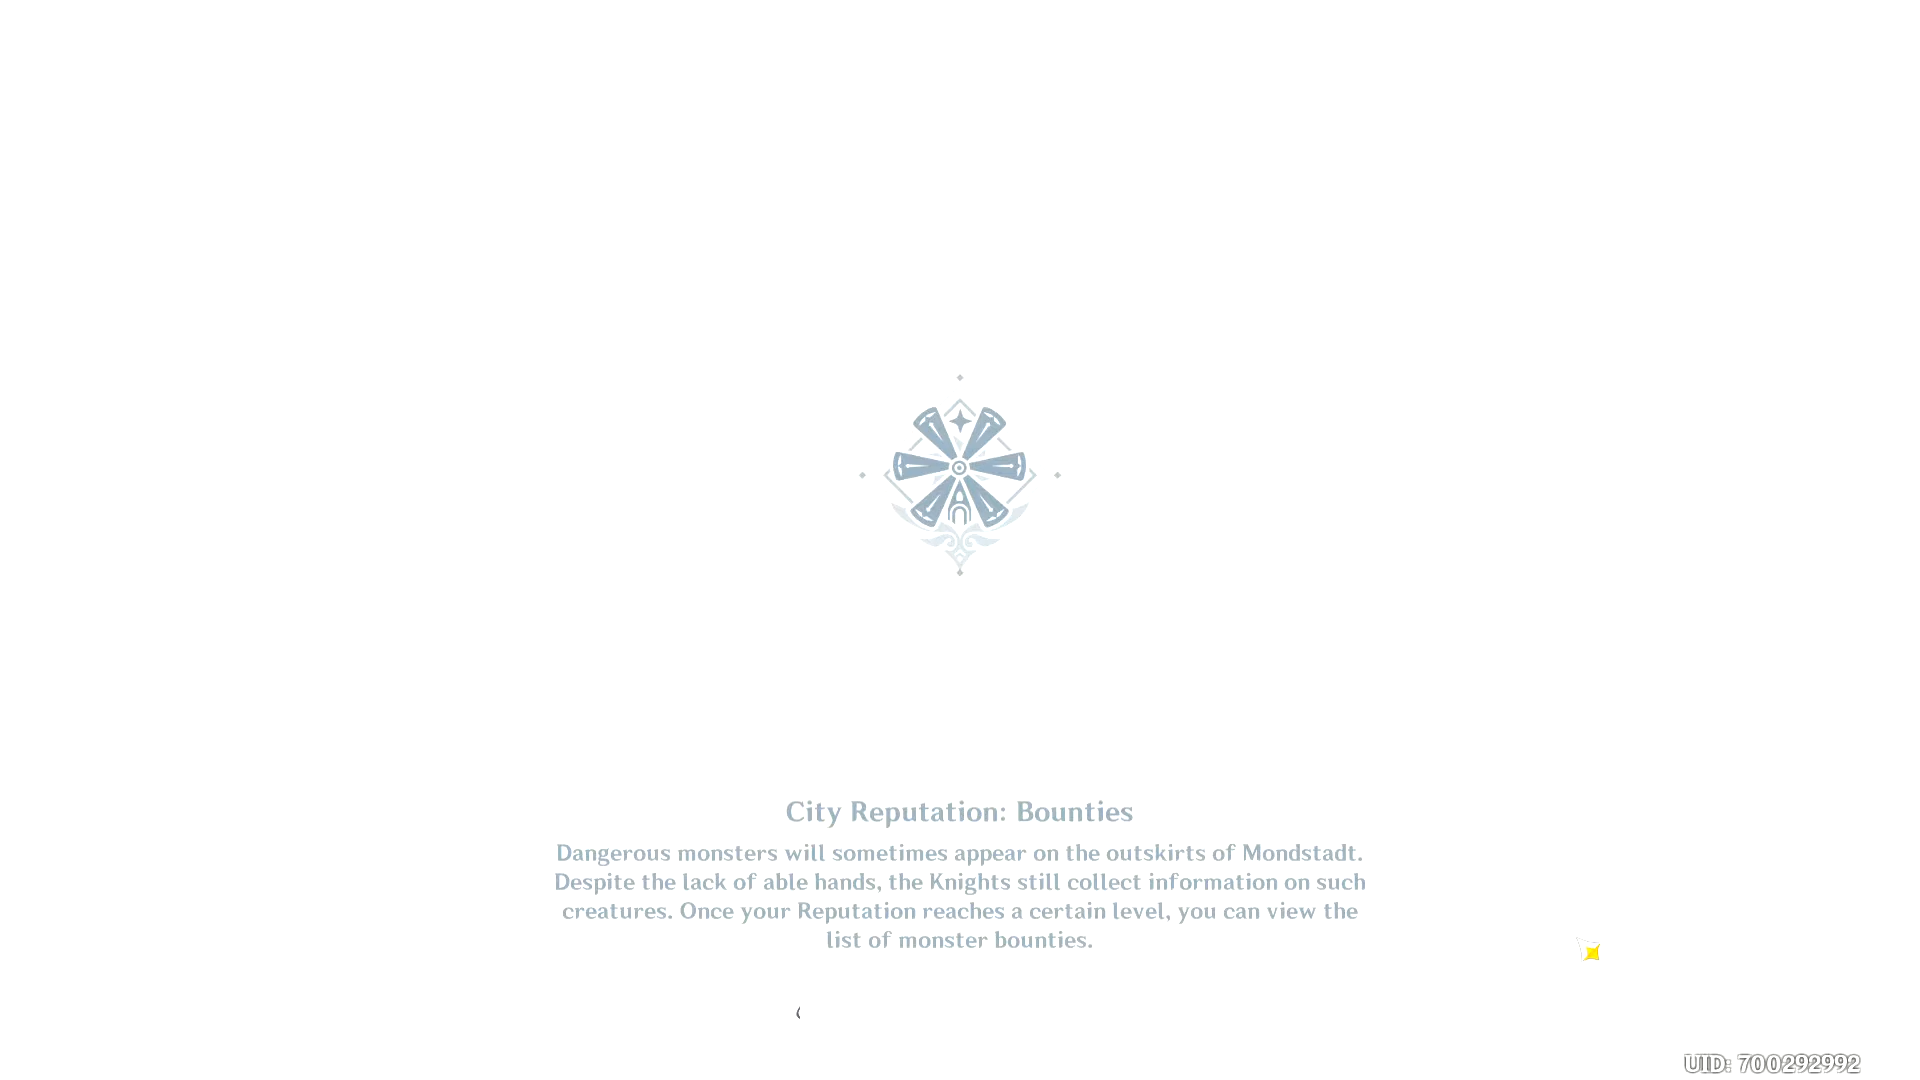 City Reputation: Bounties
Dangerous monsters will sometimes appear on the outskirts of Mondstadt.
Despite the lack of able hands, the Knights still collect information on such
creatures. Once your Reputation reaches a certain level, you can view the
list of monster bounties.
UID: 700292992